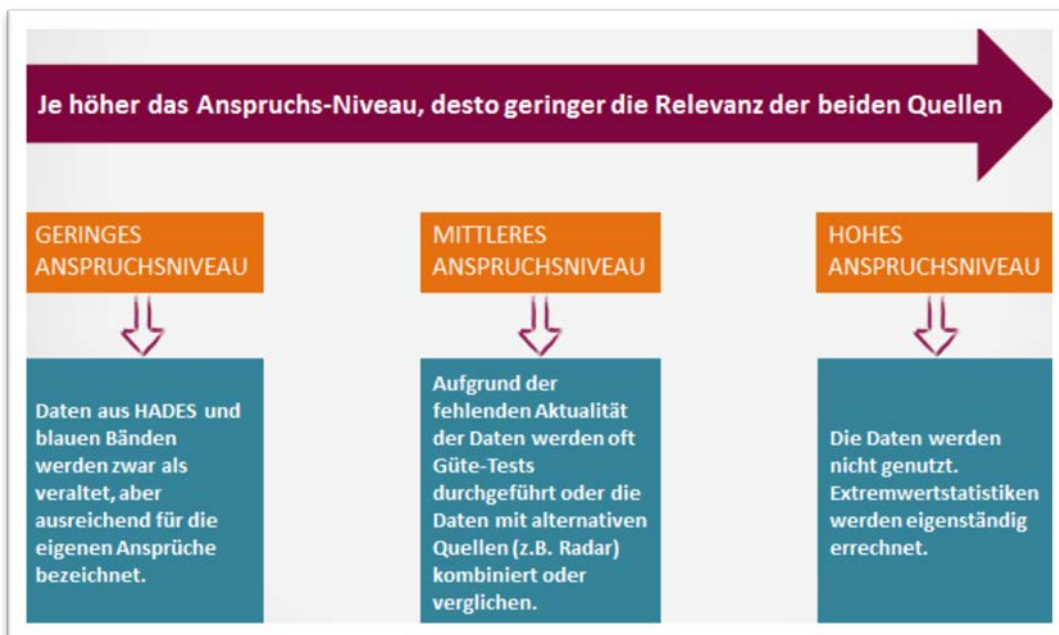 Je höher das Anspruchs-Niveau, desto geringer die Relevanz der beiden Quellen
GERINGES
ANSPRUCHSNIVEAU
Daten aus HADES und
blauen Bänden
werden zwar als
veraltet, aber
ausreichend für die
eigenen Ansprüche
bezeichnet.
MITTLERES
ANSPRUCHSNIVEAU
Aufgrund der
fehlenden Aktualität
der Daten werden oft
Güte-Tests
durchgeführt oder die
Daten mit alternativen
Quellen (z.B. Radar)
kombiniert oder
verglichen.
HOHES
ANSPRUCHSNIVEAU
Die Daten werden
nicht genutzt.
Extremwertstatistiken
werden eigenständig
errechnet.